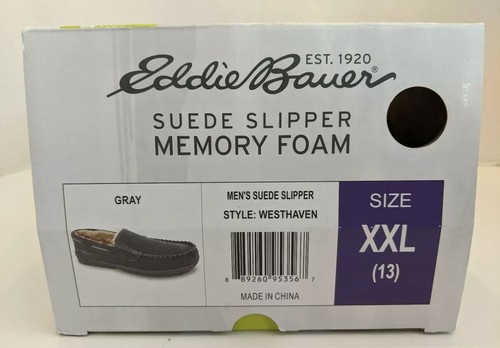 EST. 1920
Eddie Bauer®
SUEDE SLIPPER
MEMORY FOAM
GRAY
MEN'S SUEDE SLIPPER
STYLE: WESTHAVEN
8 89260 95356 7
MADE IN CHINA
SIZE
XXL
(13)